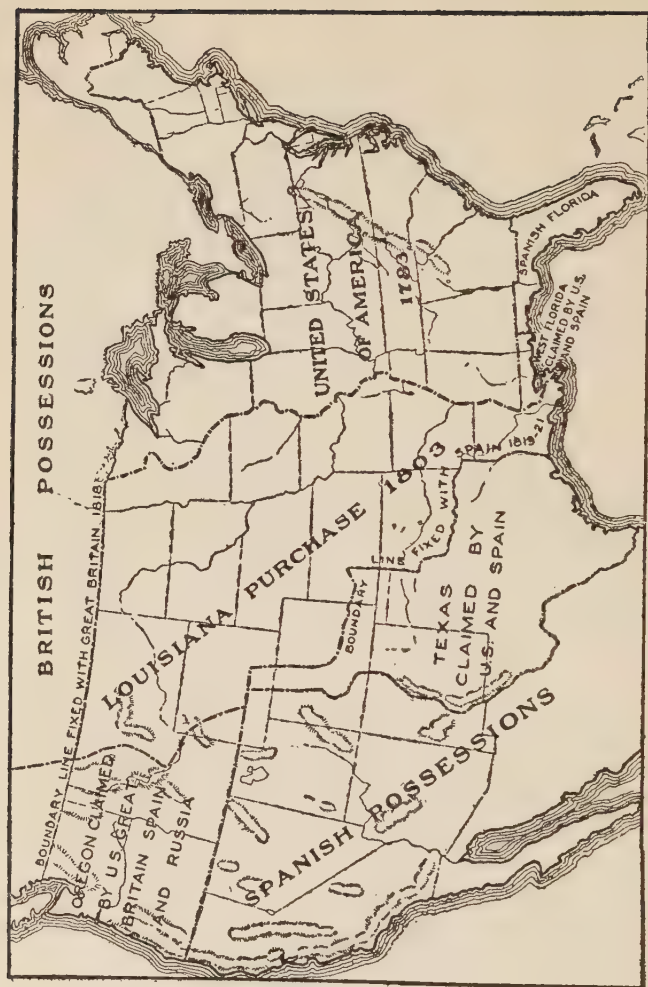 BRITISH POSSESSIONS
BOUNDARY LINE FIXED WITH GREAT BRITAIN 1818
OREGON CLAIMED
BY U.S. GREAT
BRITAIN SPAIN
AND RUSSIA
LOUISIANA PURCHASE 1803
UNITED STATES
OF AMERICA
1783
BOUNDARY LINE FIXED WITH SPAIN 1819-21
TEXAS
CLAIMED BY
U.S. AND SPAIN
SPANISH POSSESSIONS
SPANISH FLORIDA
WEST FLORIDA
CLAIMED BY U.S.
AND SPAIN